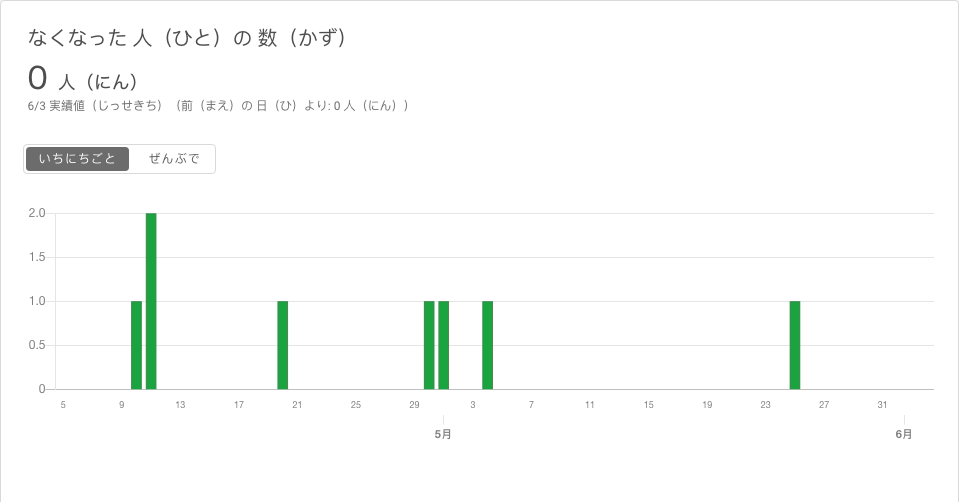 なくなった 人（ひと）の 数（かず）
0 人（にん）
6/3 実績値（じっせきち）（前（まえ）の 日（ひ）より: 0 人（にん））
いちにちごと ぜんぶで
2.0
1.5
1.0
0.5
0
5 9 13 17 21 25 29 3 7 11 15 19 23 27 31
5月 6月